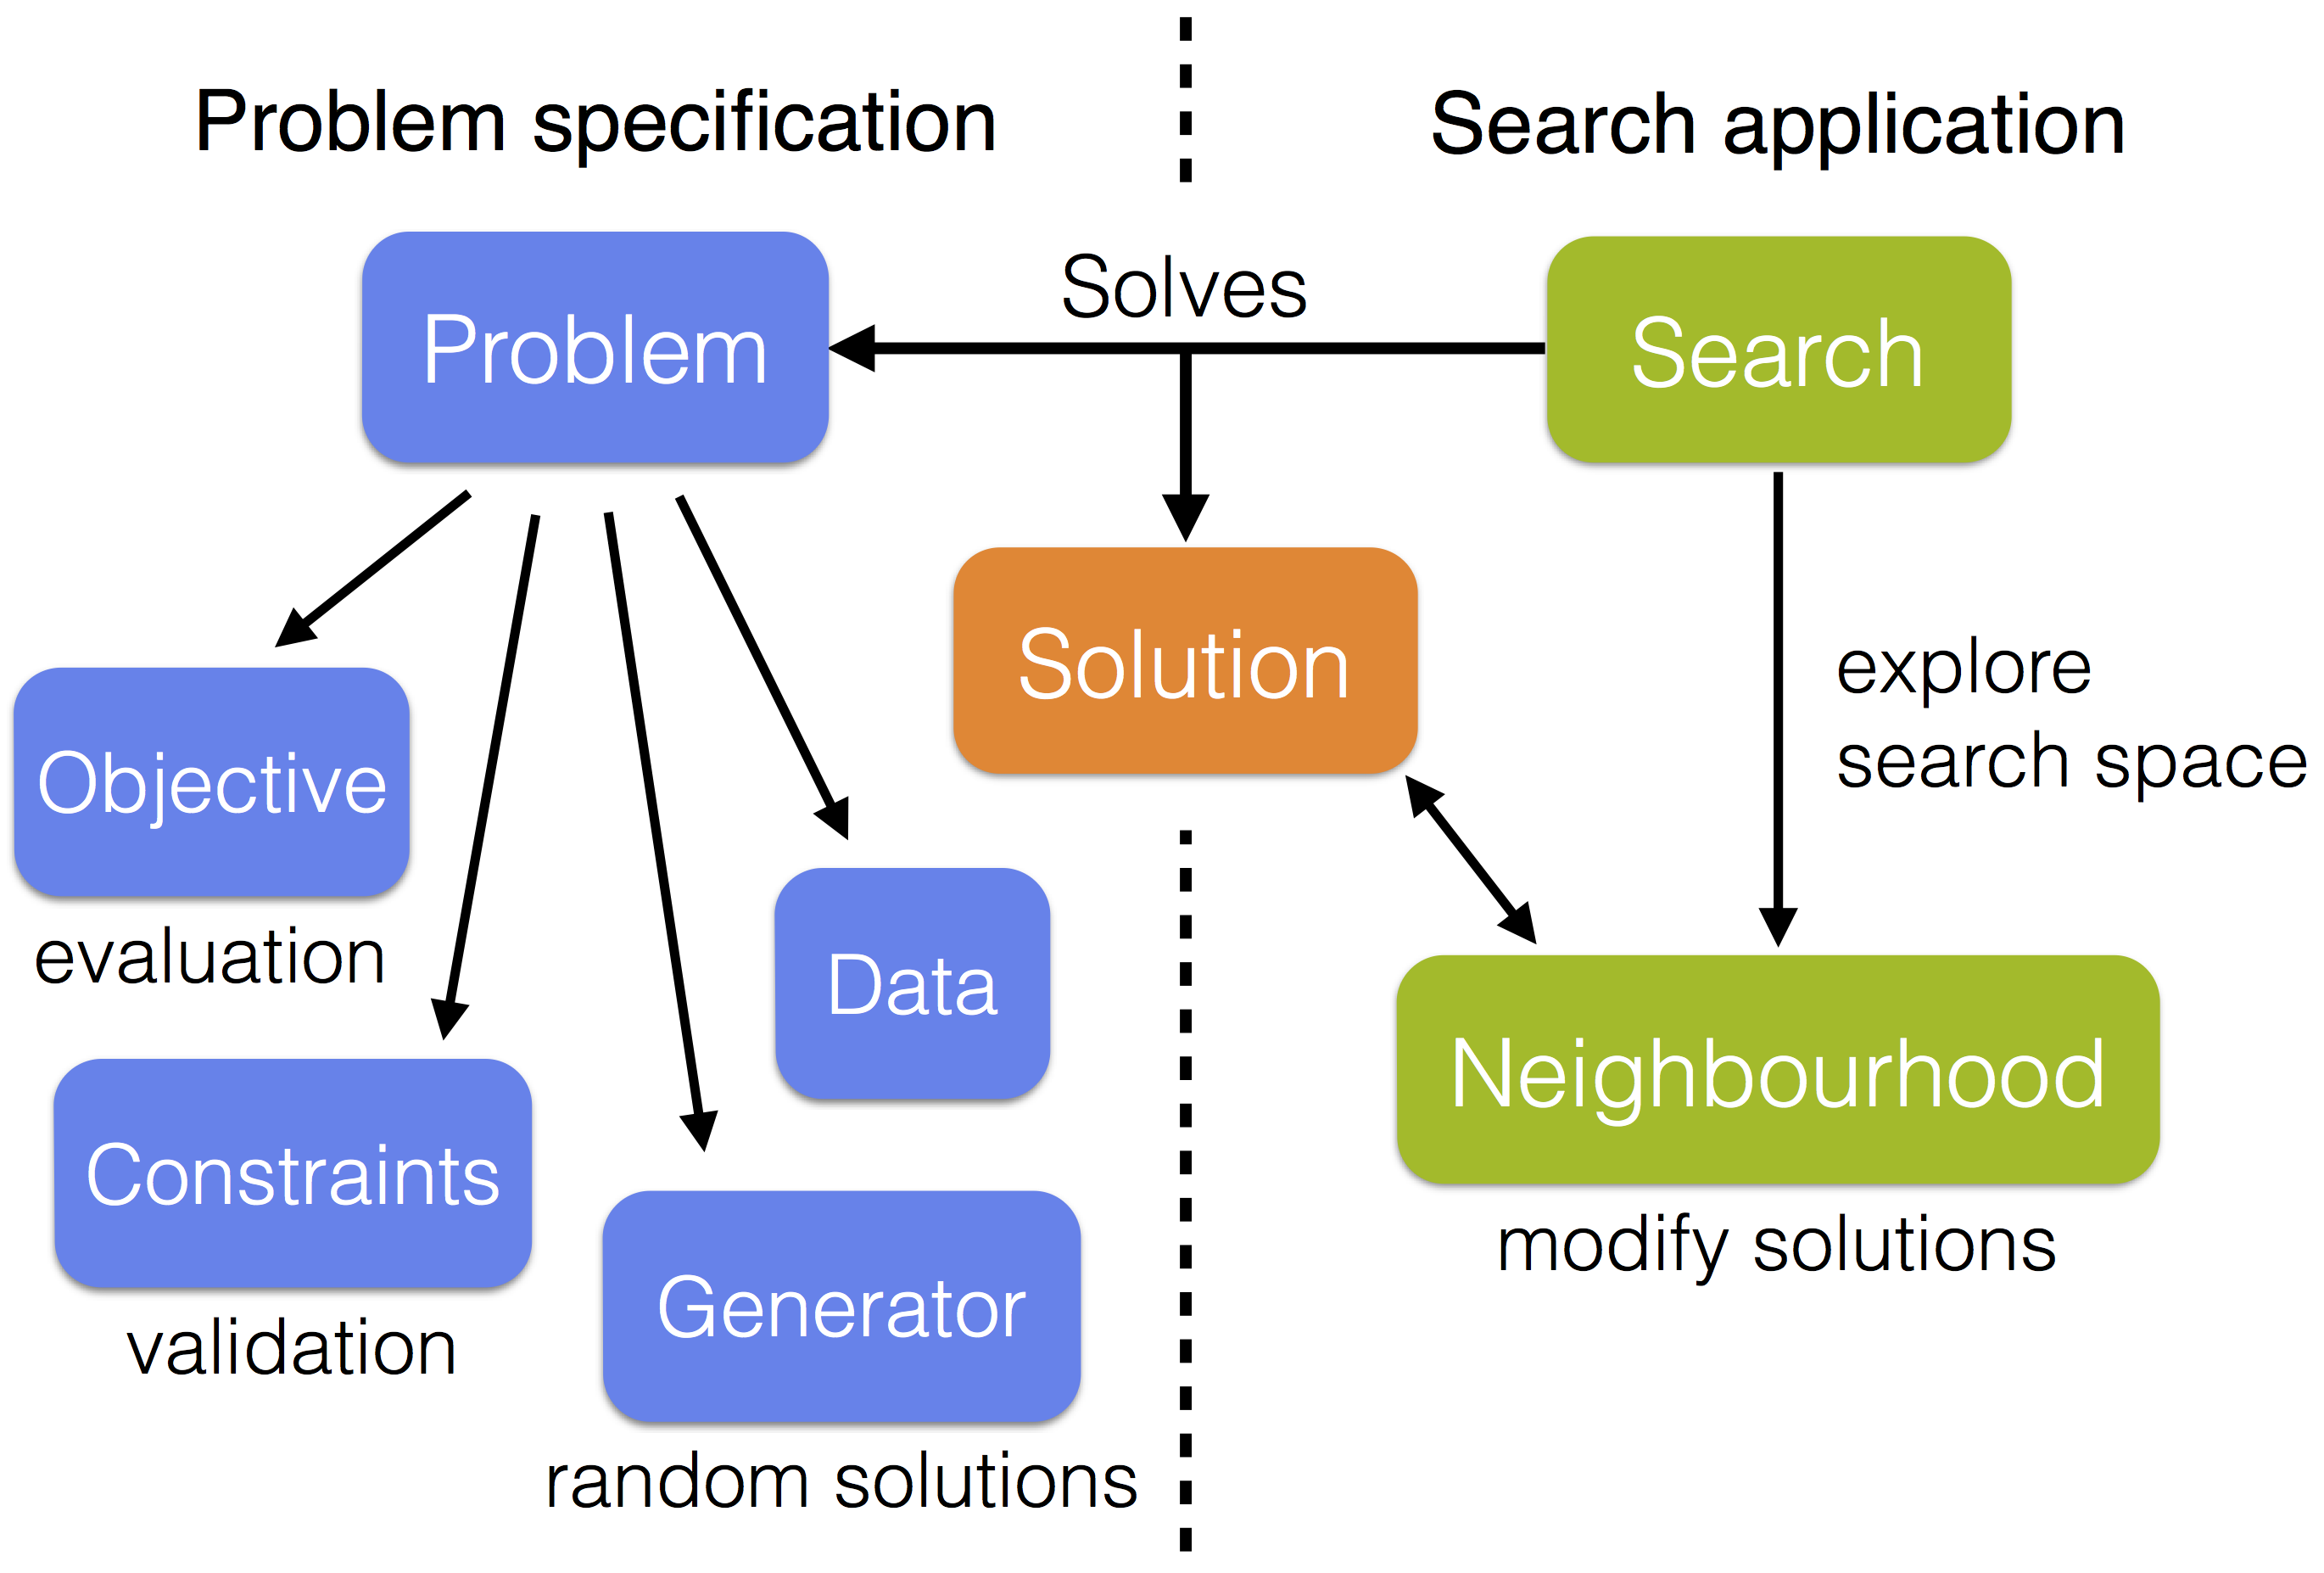 Problem specification
Search application
Problem
Solves
Search
Solution
explore
search space
Objective
evaluation
Data
Neighbourhood
modify solutions
Constraints
validation
Generator
random solutions